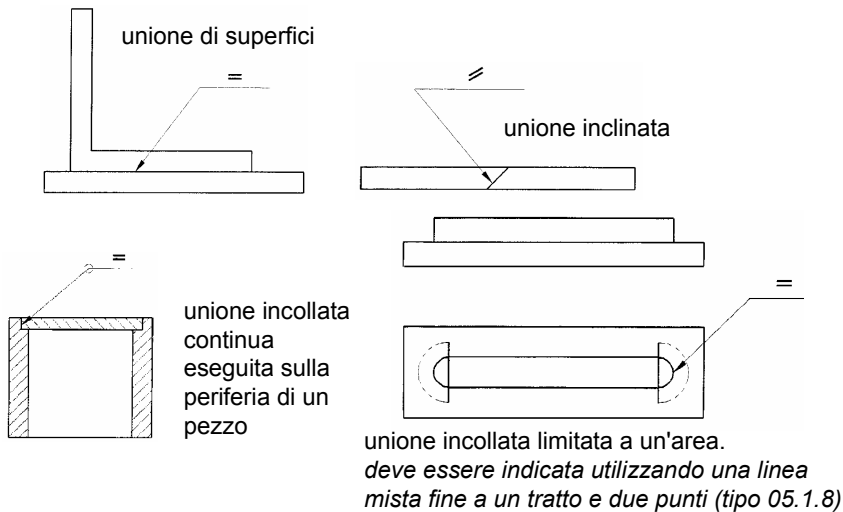 unione di superfici
unione inclinata
unione incollata
continua
eseguita sulla
periferia di un
pezzo
unione incollata limitata a un'area.
deve essere indicata utilizzando una linea
mista fine a un tratto e due punti (tipo 05.1.8)